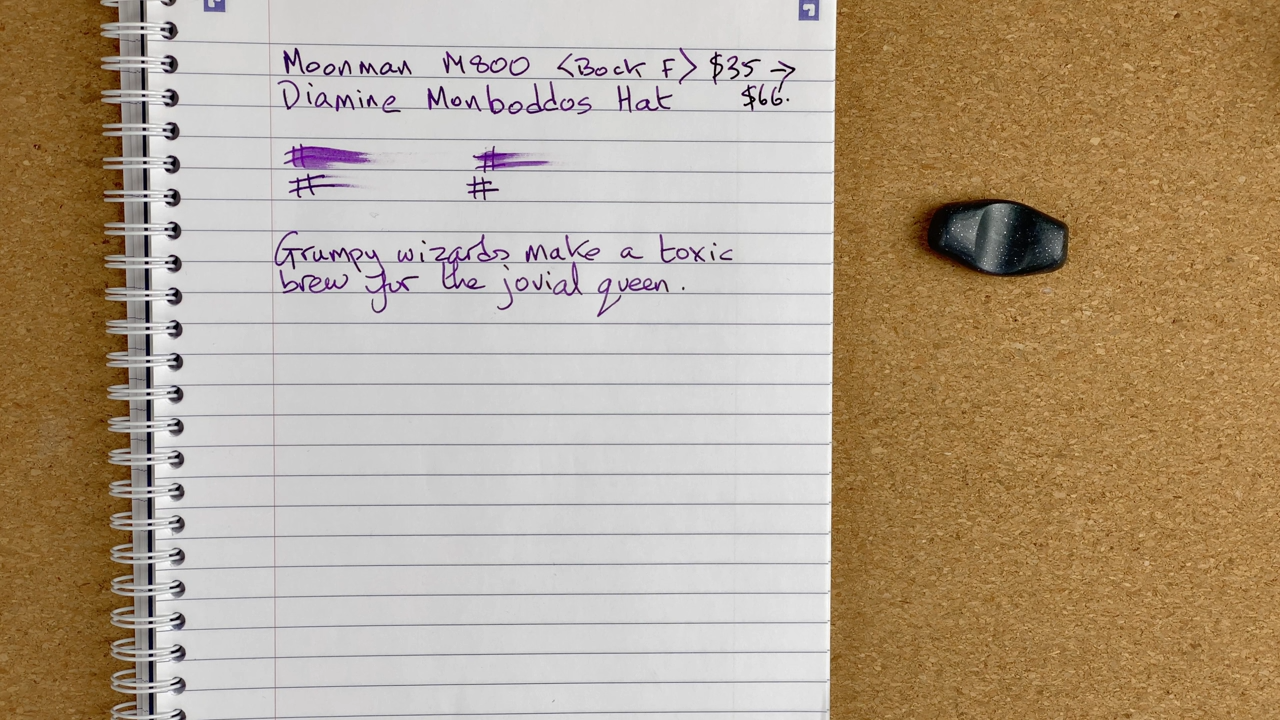 Moonman M800 <Bock F> $35 →
Diamine Monboddos Hat $66.
#
#
#
#
Grumpy wizards make a toxic
brew for the jovial queen.